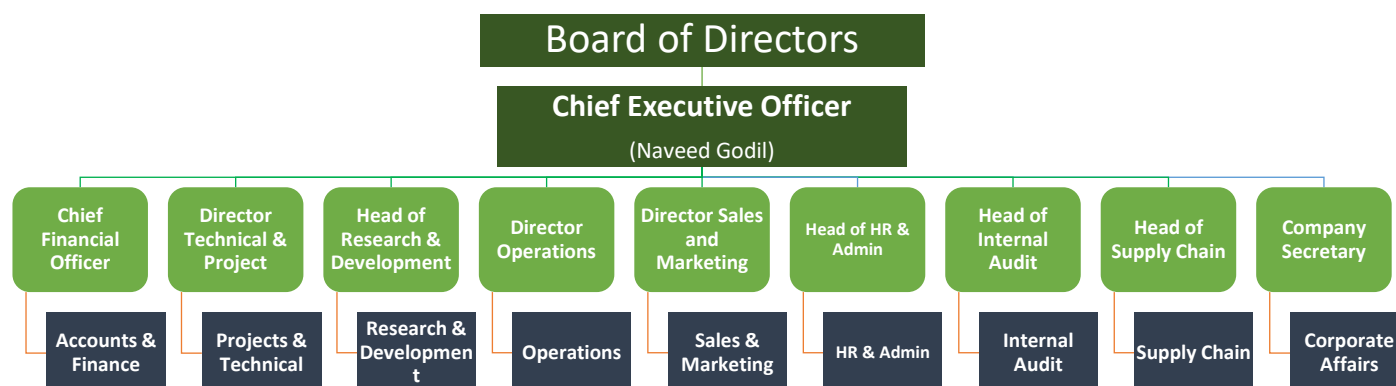 Board of Directors
Chief Executive Officer
(Naveed Godil)
Chief
Financial
Officer
Director
Technical &
Project
Head of
Research &
Development
Director
Operations
Director Sales
and
Marketing
Head of HR &
Admin
Head of
Internal
Audit
Head of
Supply Chain
Company
Secretary
Accounts &
Finance
Projects &
Technical
Research &
Developmen
t
Operations
Sales &
Marketing
HR & Admin
Internal
Audit
Supply Chain
Corporate
Affairs